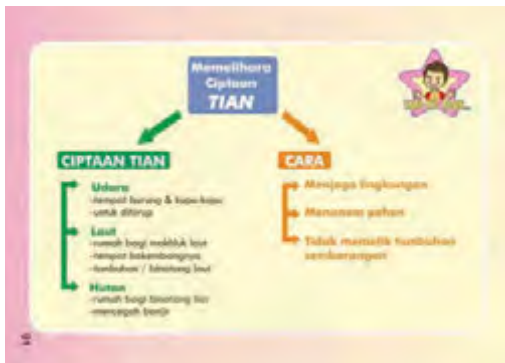 Memelihara
Ciptaan
TIAN
CIPTAAN TIAN
Udara
-tempat burung & kupu-kupu
-untuk dihirup
Laut
-rumah bagi makhluk laut
-tempat bekembangnya
-tumbuhan / binatang laut
Hutan
-rumah bagi binatang liar
-mencegah banjir
CARA
Menjaga lingkungan
Menanam pohon
Tidak memetik tumbuhan
sembarangan